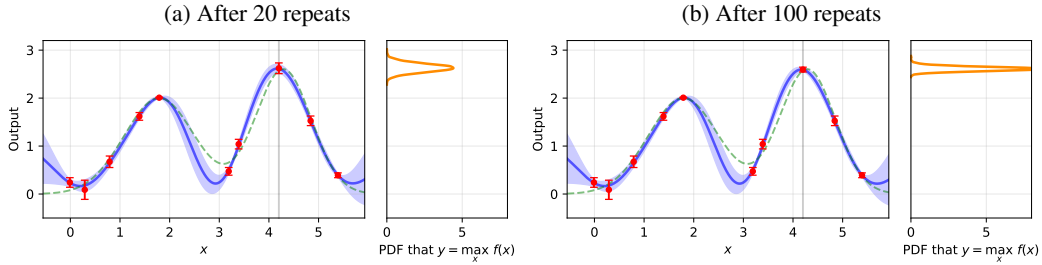 (a) After 20 repeats
(b) After 100 repeats
Output
3
2
1
0
0 1 2 3 4 5
x
0 5
PDF that y = max f(x)
x
Output
3
2
1
0
0 1 2 3 4 5
x
0 5
PDF that y = max f(x)
x